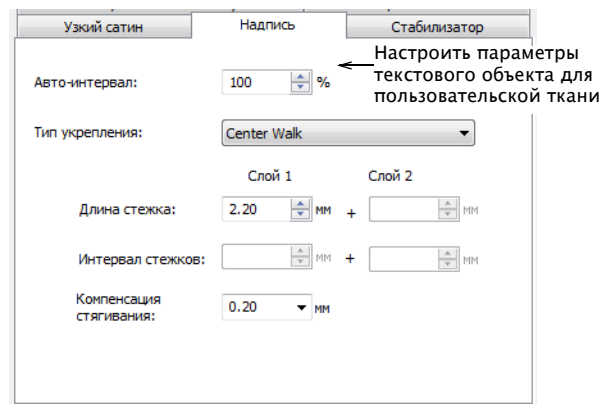 Узкий сатин Надпись Стабилизатор
Настроить параметры
текстового объекта для
пользовательской ткани
Авто-интервал: 100 %
Тип укрепления: Center Walk
Слой 1 Слой 2
Длина стежка: 2.20 мм + мм
Интервал стежков: мм + мм
Компенсация
стягивания: 0.20 мм